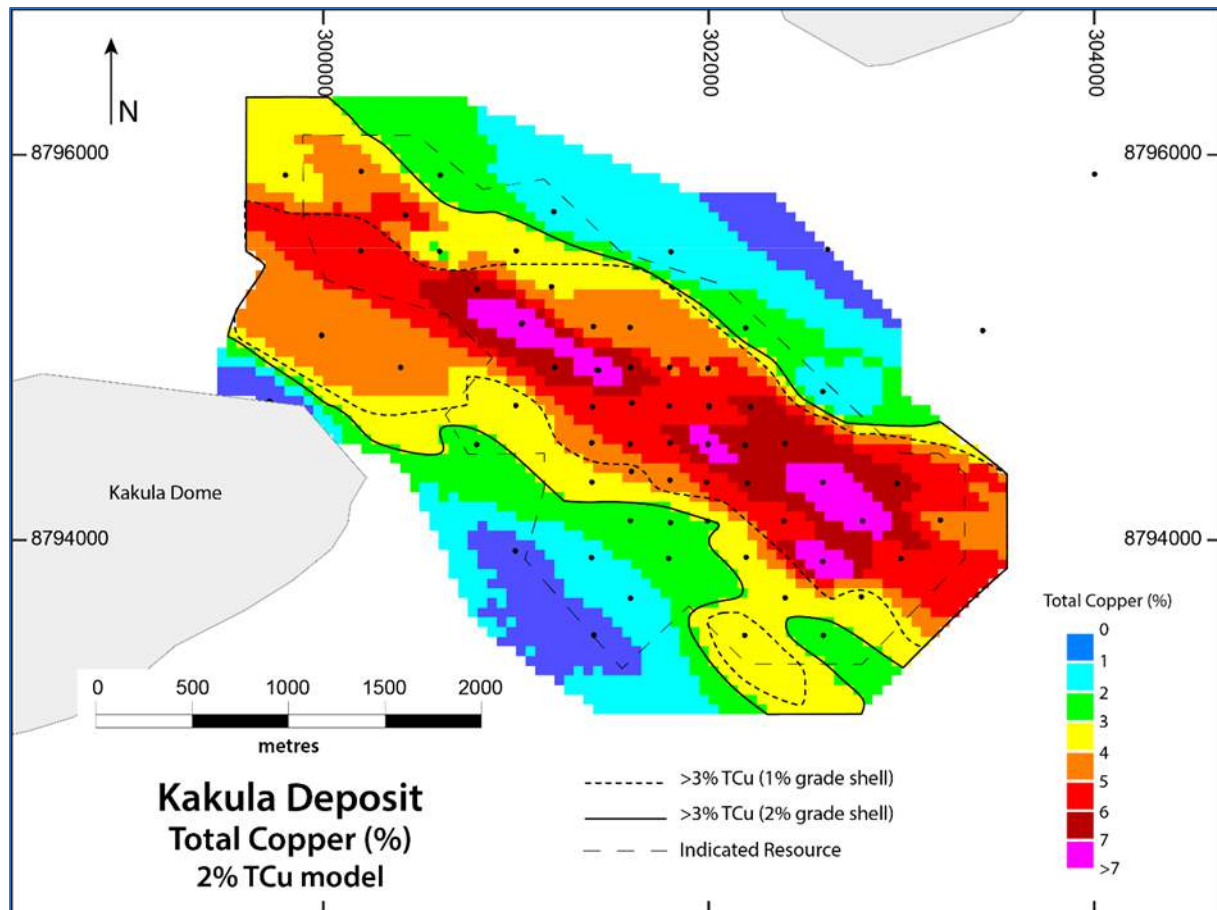 300000
302000
304000
N
8796000
8796000
Kakula Dome
8794000
8794000
0 500 1000 1500 2000
metres
Kakula Deposit
Total Copper (%)
2% TCu model
>3% TCu (1% grade shell)
>3% TCu (2% grade shell)
Indicated Resource
Total Copper (%)
0
1
2
3
4
5
6
7
>7